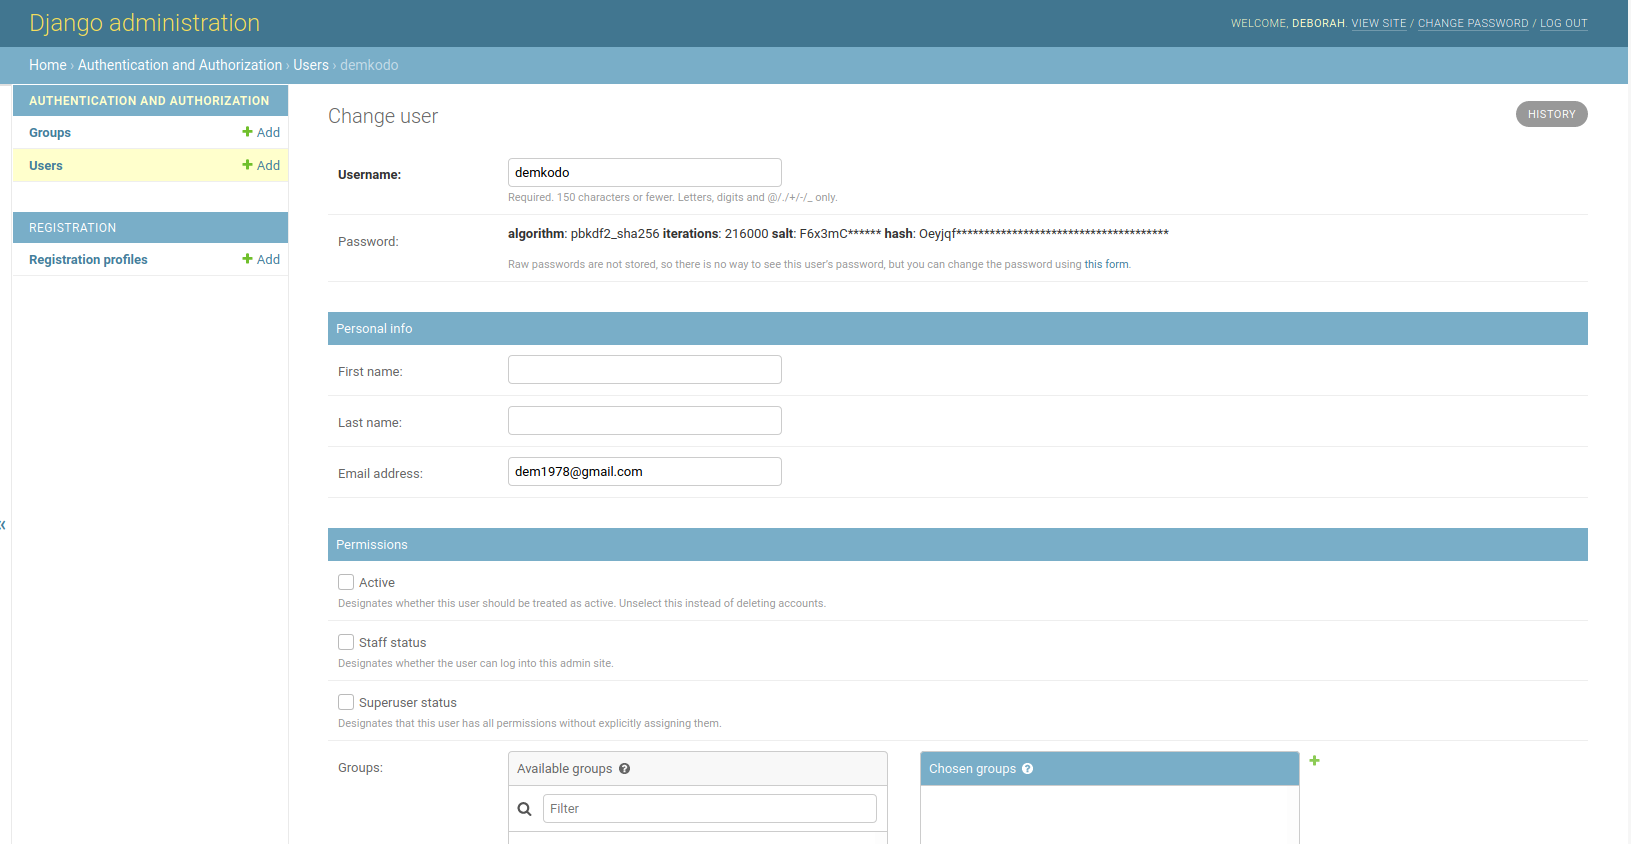 Django administration
WELCOME, DEBORAH. VIEW SITE / CHANGE PASSWORD / LOG OUT
Home › Authentication and Authorization › Users › demkodo
AUTHENTICATION AND AUTHORIZATION
Groups + Add
Users + Add
REGISTRATION
Registration profiles + Add
«
Change user
HISTORY
Username: demkodo
Required. 150 characters or fewer. Letters, digits and @/./+/-/_ only.
Password: algorithm: pbkdf2_sha256 iterations: 216000 salt: F6x3mC****** hash: Oeyjqf**************************************
Raw passwords are not stored, so there is no way to see this user's password, but you can change the password using this form.
Personal info
First name:
Last name:
Email address: dem1978@gmail.com
Permissions
Active
Designates whether this user should be treated as active. Unselect this instead of deleting accounts.
Staff status
Designates whether the user can log into this admin site.
Superuser status
Designates that this user has all permissions without explicitly assigning them.
Groups: Available groups ? Chosen groups ? +
Filter